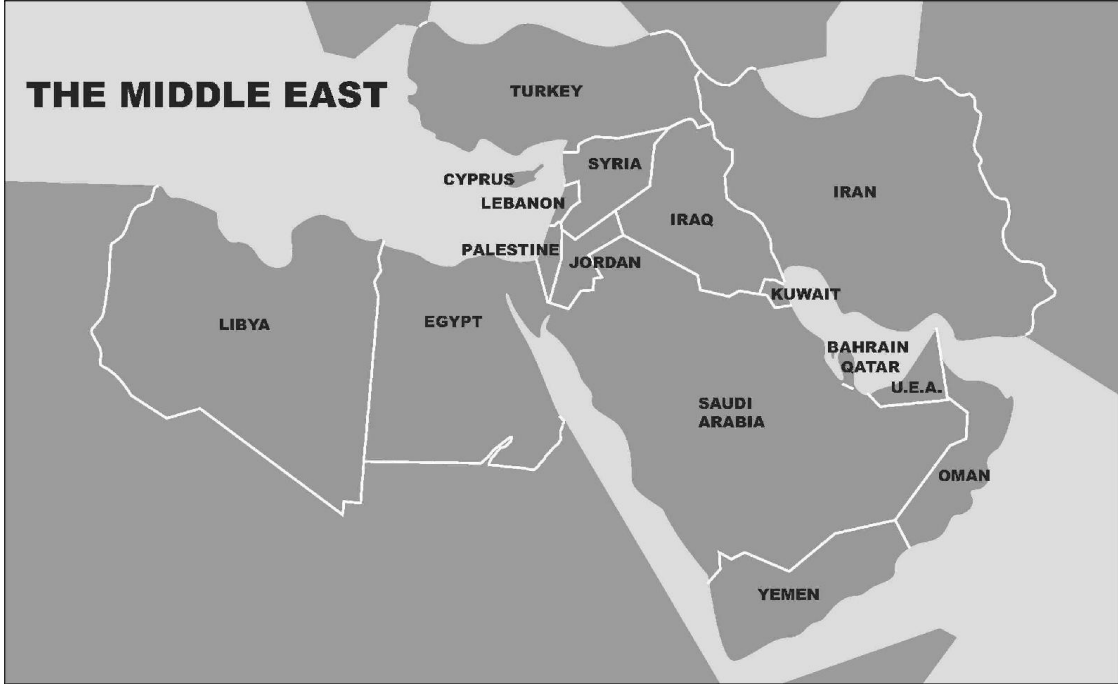 THE MIDDLE EAST
TURKEY
SYRIA
CYPRUS
LEBANON
IRAQ
IRAN
PALESTINE
JORDAN
KUWAIT
LIBYA
EGYPT
BAHRAIN
QATAR
U.E.A.
SAUDI
ARABIA
OMAN
YEMEN